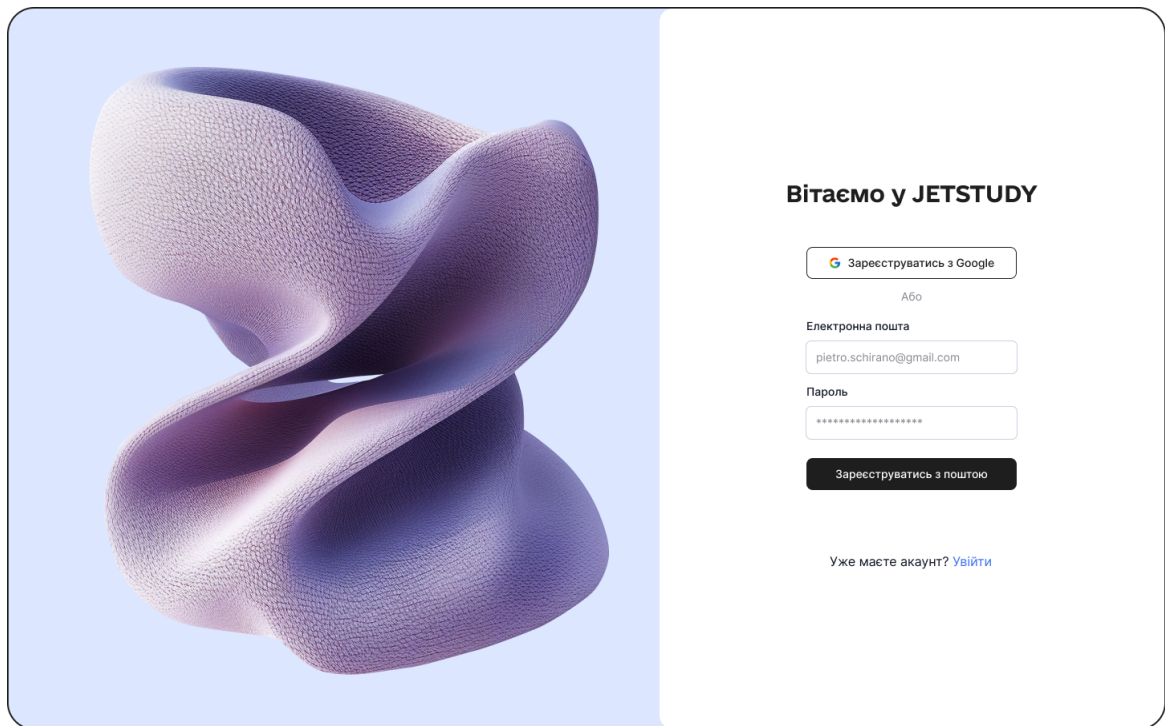 Вітаємо у JETSTUDY
Зареєструватись з Google
Або
Електронна пошта
pietro.schirano@gmail.com
Пароль
*******************
Зареєструватись з поштою
Уже маєте акаунт? Увійти